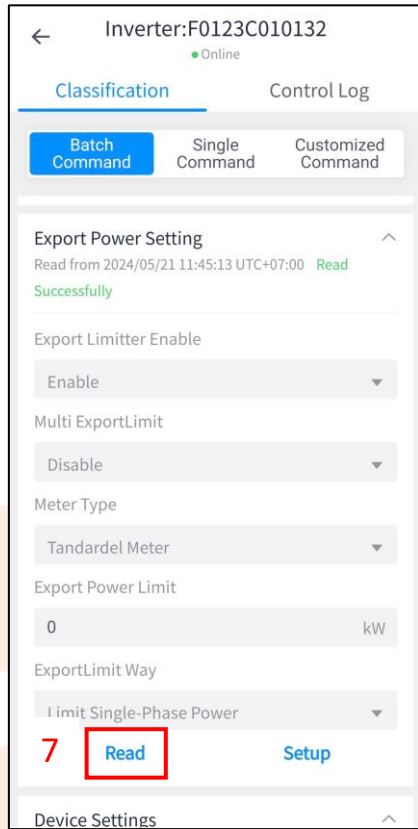 Inverter:F0123C010132
Online
Classification
Control Log
Batch
Command
Single
Command
Customized
Command
Export Power Setting
Read from 2024/05/21 11:45:13 UTC+07:00 Read
Successfully
Export Limitter Enable
Enable
Multi ExportLimit
Disable
Meter Type
Tandardel Meter
Export Power Limit
0 kW
ExportLimit Way
Limit Single-Phase Power
7 Read Setup
Device Settings